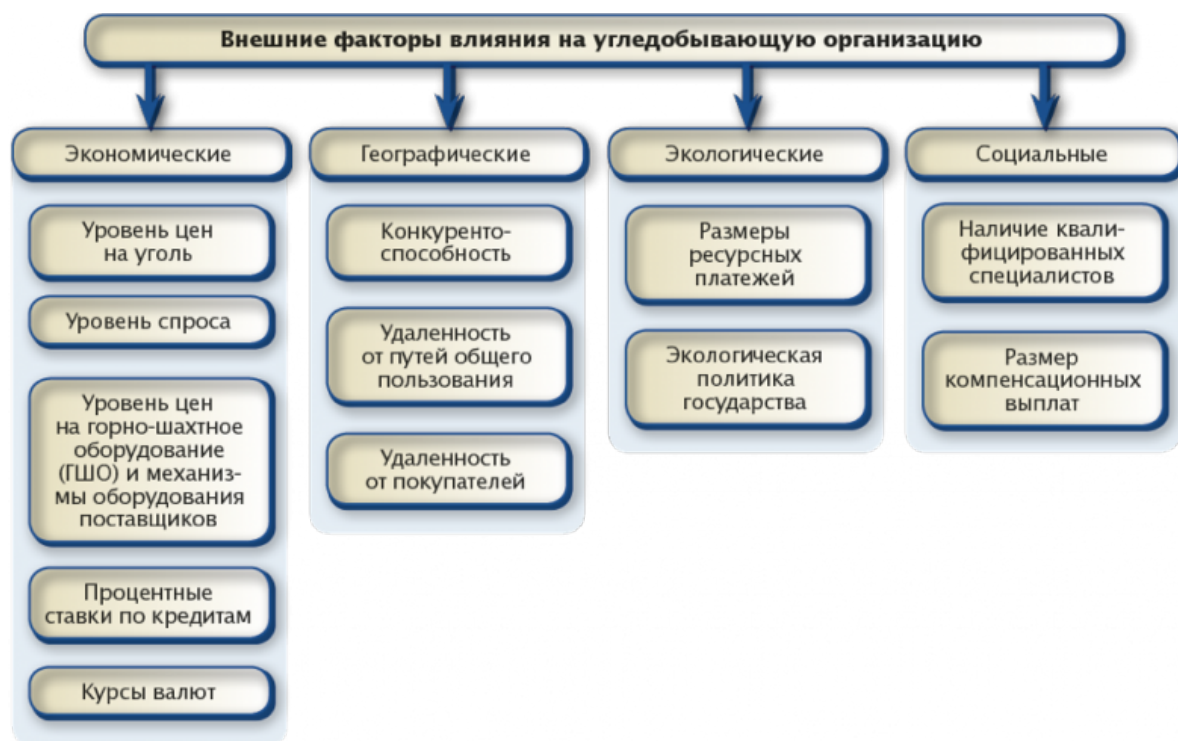 Внешние факторы влияния на угледобывающую организацию
Экономические
Уровень цен
на уголь
Уровень спроса
Уровень цен
на горно-шахтное
оборудование
(ГШО) и механиз-
мы оборудования
поставщиков
Процентные
ставки по кредитам
Курсы валют
Географические
Конкуренто-
способность
Удаленность
от путей общего
пользования
Удаленность
от покупателей
Экологические
Размеры
ресурсных
платежей
Экологическая
политика
государства
Социальные
Наличие квали-
фицированных
специалистов
Размер
компенсационных
выплат